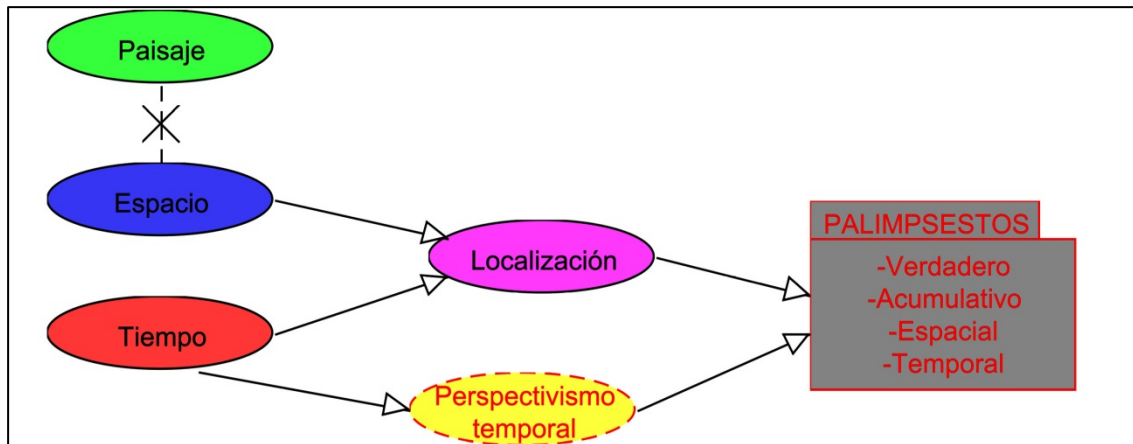 Paisaje
Espacio
Localización
Tiempo
Perspectivismo
temporal
PALIMPSESTOS
-Verdadero
-Acumulativo
-Espacial
-Temporal